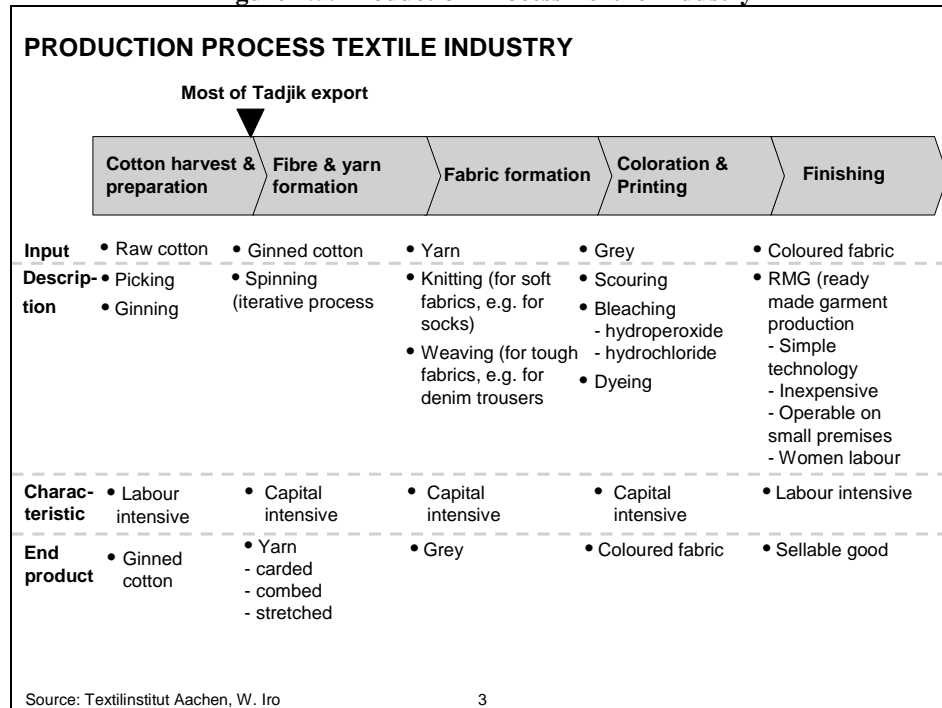 PRODUCTION PROCESS TEXTILE INDUSTRY
Most of Tadjik export
Cotton harvest &
preparation
Fibre & yarn
formation
Fabric formation
Coloration &
Printing
Finishing
Input
• Raw cotton
• Ginned cotton
• Yarn
• Grey
• Coloured fabric
Descrip-
tion
• Picking
• Ginning
• Spinning
(iterative process
• Knitting (for soft
fabrics, e.g. for
socks)
• Weaving (for tough
fabrics, e.g. for
denim trousers
• Scouring
• Bleaching
- hydroperoxide
- hydrochloride
• Dyeing
• RMG (ready
made garment
production
- Simple
technology
- Inexpensive
- Operable on
small premises
- Women labour
Charac-
teristic
• Labour
intensive
• Capital
intensive
• Capital
intensive
• Capital
intensive
• Labour intensive
End
product
• Ginned
cotton
• Yarn
- carded
- combed
- stretched
• Grey
• Coloured fabric
• Sellable good
Source: Textilinstitut Aachen, W. Iro
3